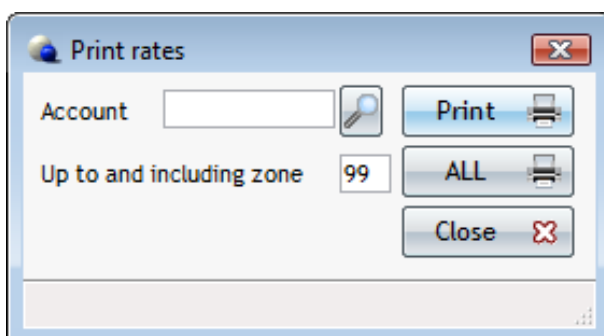 Print rates
Account Print
Up to and including zone 99 ALL
Close